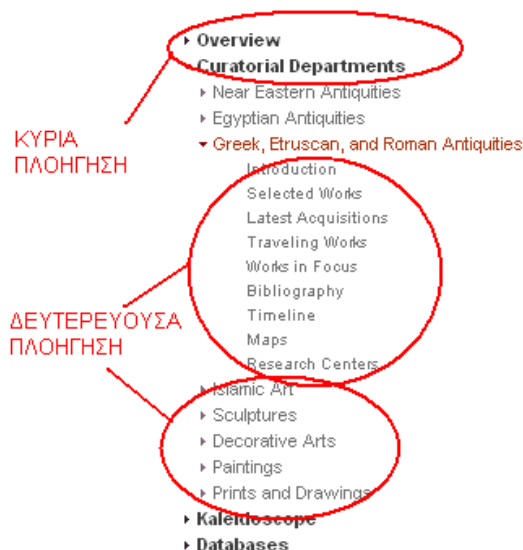 Overview
Curatorial Departments
Near Eastern Antiquities
Egyptian Antiquities
Greek, Etruscan, and Roman Antiquities
Introduction
Selected Works
Latest Acquisitions
Traveling Works
Works in Focus
Bibliography
Timeline
Maps
Research Centers
Islamic Art
Sculptures
Decorative Arts
Paintings
Prints and Drawings
Kaleidoscope
Databases
ΚΥΡΙΑ
ΠΛΟΗΓΗΣΗ
ΔΕΥΤΕΡΕΥΟΥΣΑ
ΠΛΟΗΓΗΣΗ